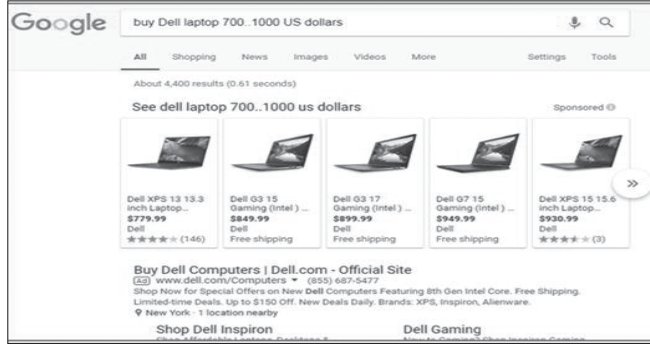 Google
buy Dell laptop 700..1000 US dollars
All Shopping News Images Videos More Settings Tools
About 4,400 results (0.61 seconds)
See dell laptop 700..1000 us dollars Sponsored
Dell XPS 13 13.3 inch Laptop...
$779.99
Dell
(146)
Dell G3 15 Gaming (Intel ) ...
$849.99
Dell
Free shipping
Dell G3 17 Gaming (Intel ) ...
$899.99
Dell
Free shipping
Dell G7 15 Gaming (Intel ) ...
$949.99
Dell
Free shipping
Dell XPS 15 15.6 inch Laptop...
$930.99
Dell
(3)
Buy Dell Computers | Dell.com - Official Site
Ad www.dell.com/Computers (855) 687-5477
Shop Now for Special Offers on New Dell Computers Featuring 8th Gen Intel Core. Free Shipping.
Limited-time Deals. Up to $150 Off. New Deals Daily. Brands: XPS, Inspiron, Alienware.
New York · 1 location nearby
Shop Dell Inspiron Dell Gaming